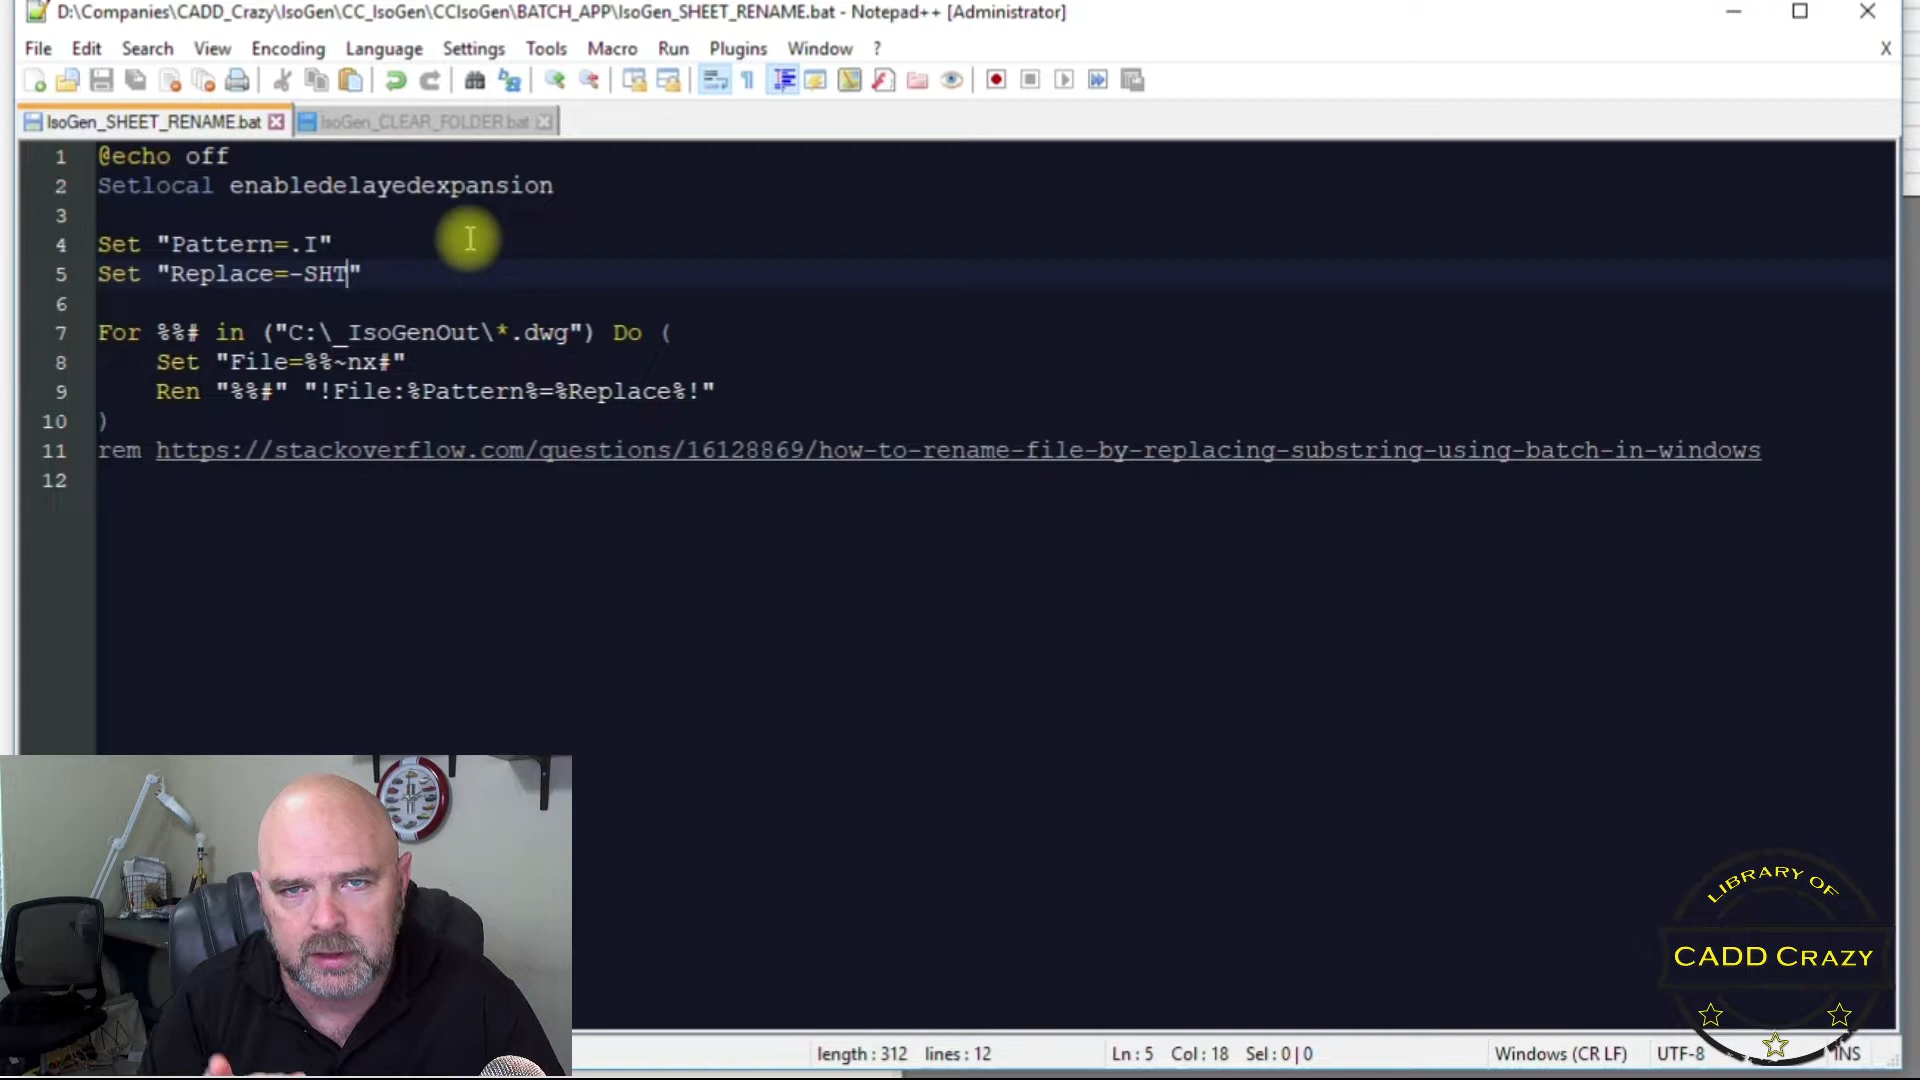 D:\Companies\CADD_Crazy\IsoGen\CC_IsoGen\CCIsoGen\BATCH_APP\IsoGen_SHEET_RENAME.bat - Notepad++ [Administrator]
File Edit Search View Encoding Language Settings Tools Macro Run Plugins Window ? X
IsoGen_SHEET_RENAME.bat IsoGen_CLEAR_FOLDER.bat
1 @echo off
2 Setlocal enabledelayedexpansion
3
4 Set "Pattern=.I"
5 Set "Replace=-SHT"
6
7 For %%# in ("C:\_IsoGenOut\*.dwg") Do (
8 Set "File=%%~nx#"
9 Ren "%%#" "!File:%Pattern%=%Replace%!"
10 )
11 rem https://stackoverflow.com/questions/16128869/how-to-rename-file-by-replacing-substring-using-batch-in-windows
12
LIBRARY OF
CADD CRAZY
length : 312 lines : 12 Ln : 5 Col : 18 Sel : 0 | 0 Windows (CR LF) UTF-8 INS